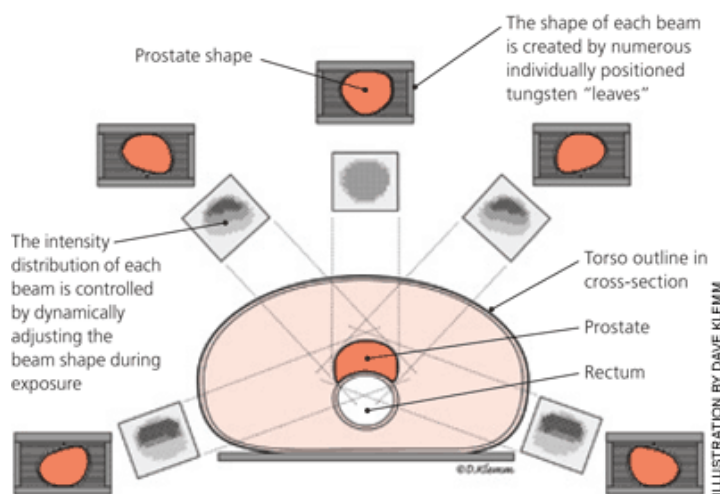 The shape of each beam
is created by numerous
individually positioned
tungsten “leaves”
Prostate shape
The intensity
distribution of each
beam is controlled
by dynamically
adjusting the
beam shape during
exposure
Torso outline in
cross-section
Prostate
Rectum
©D.Klemm
ILLUSTRATION BY DAVE KLEMM